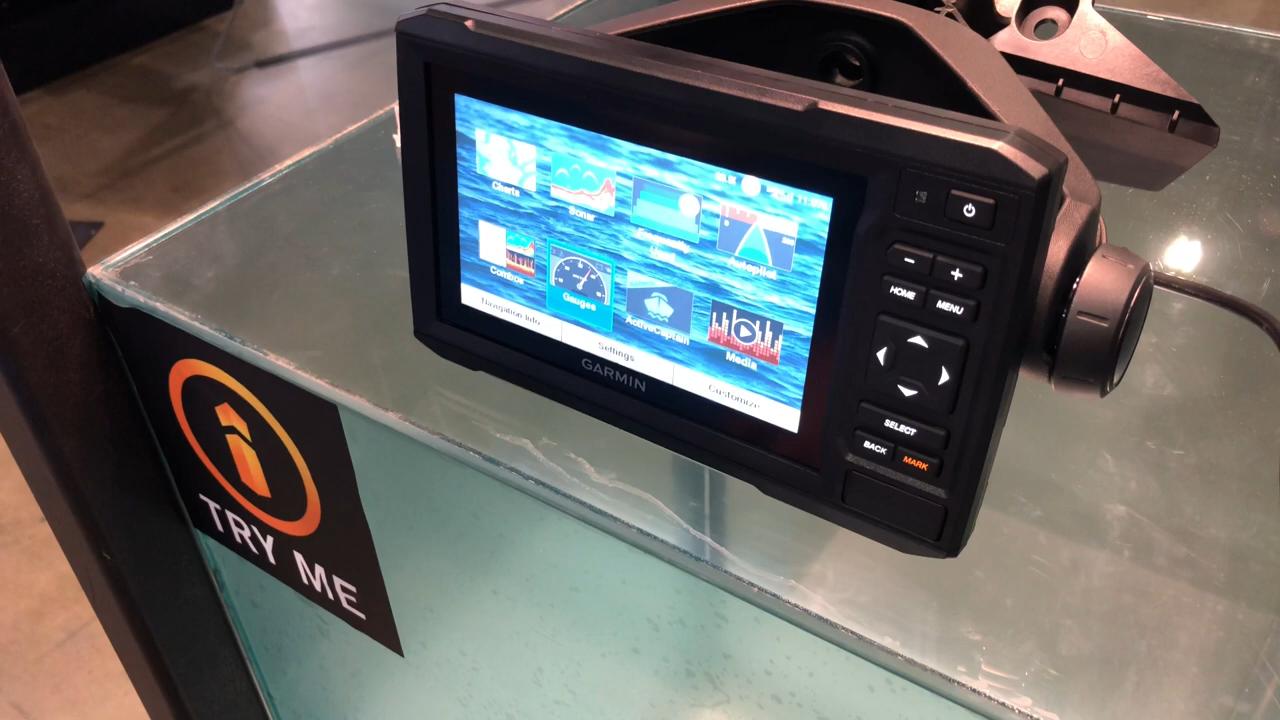 Charts
Sonar
Autopilot
Combos
Gauges
ActiveCaptain
Media
Navigation Info
Settings
Customize
GARMIN
HOME
MENU
SELECT
BACK
MARK
TRY ME